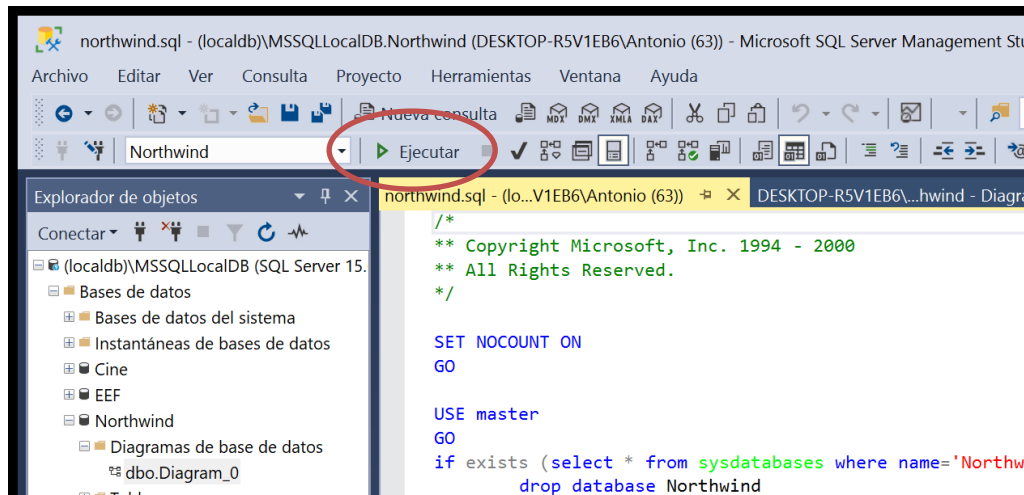 northwind.sql - (localdb)\MSSQLLocalDB.Northwind (DESKTOP-R5V1EB6\Antonio (63)) - Microsoft SQL Server Management Stu
Archivo Editar Ver Consulta Proyecto Herramientas Ventana Ayuda
Nueva consulta MDX DMX XMLA DAX
Northwind Ejecutar
Explorador de objetos
northwind.sql - (lo...V1EB6\Antonio (63)) DESKTOP-R5V1EB6\...hwind - Diagra
Conectar
(localdb)\MSSQLLocalDB (SQL Server 15.
Bases de datos
Bases de datos del sistema
Instantáneas de bases de datos
Cine
EEF
Northwind
Diagramas de base de datos
dbo.Diagram_0
/*
** Copyright Microsoft, Inc. 1994 - 2000
** All Rights Reserved.
*/
SET NOCOUNT ON
GO
USE master
GO
if exists (select * from sysdatabases where name='Northw
drop database Northwind